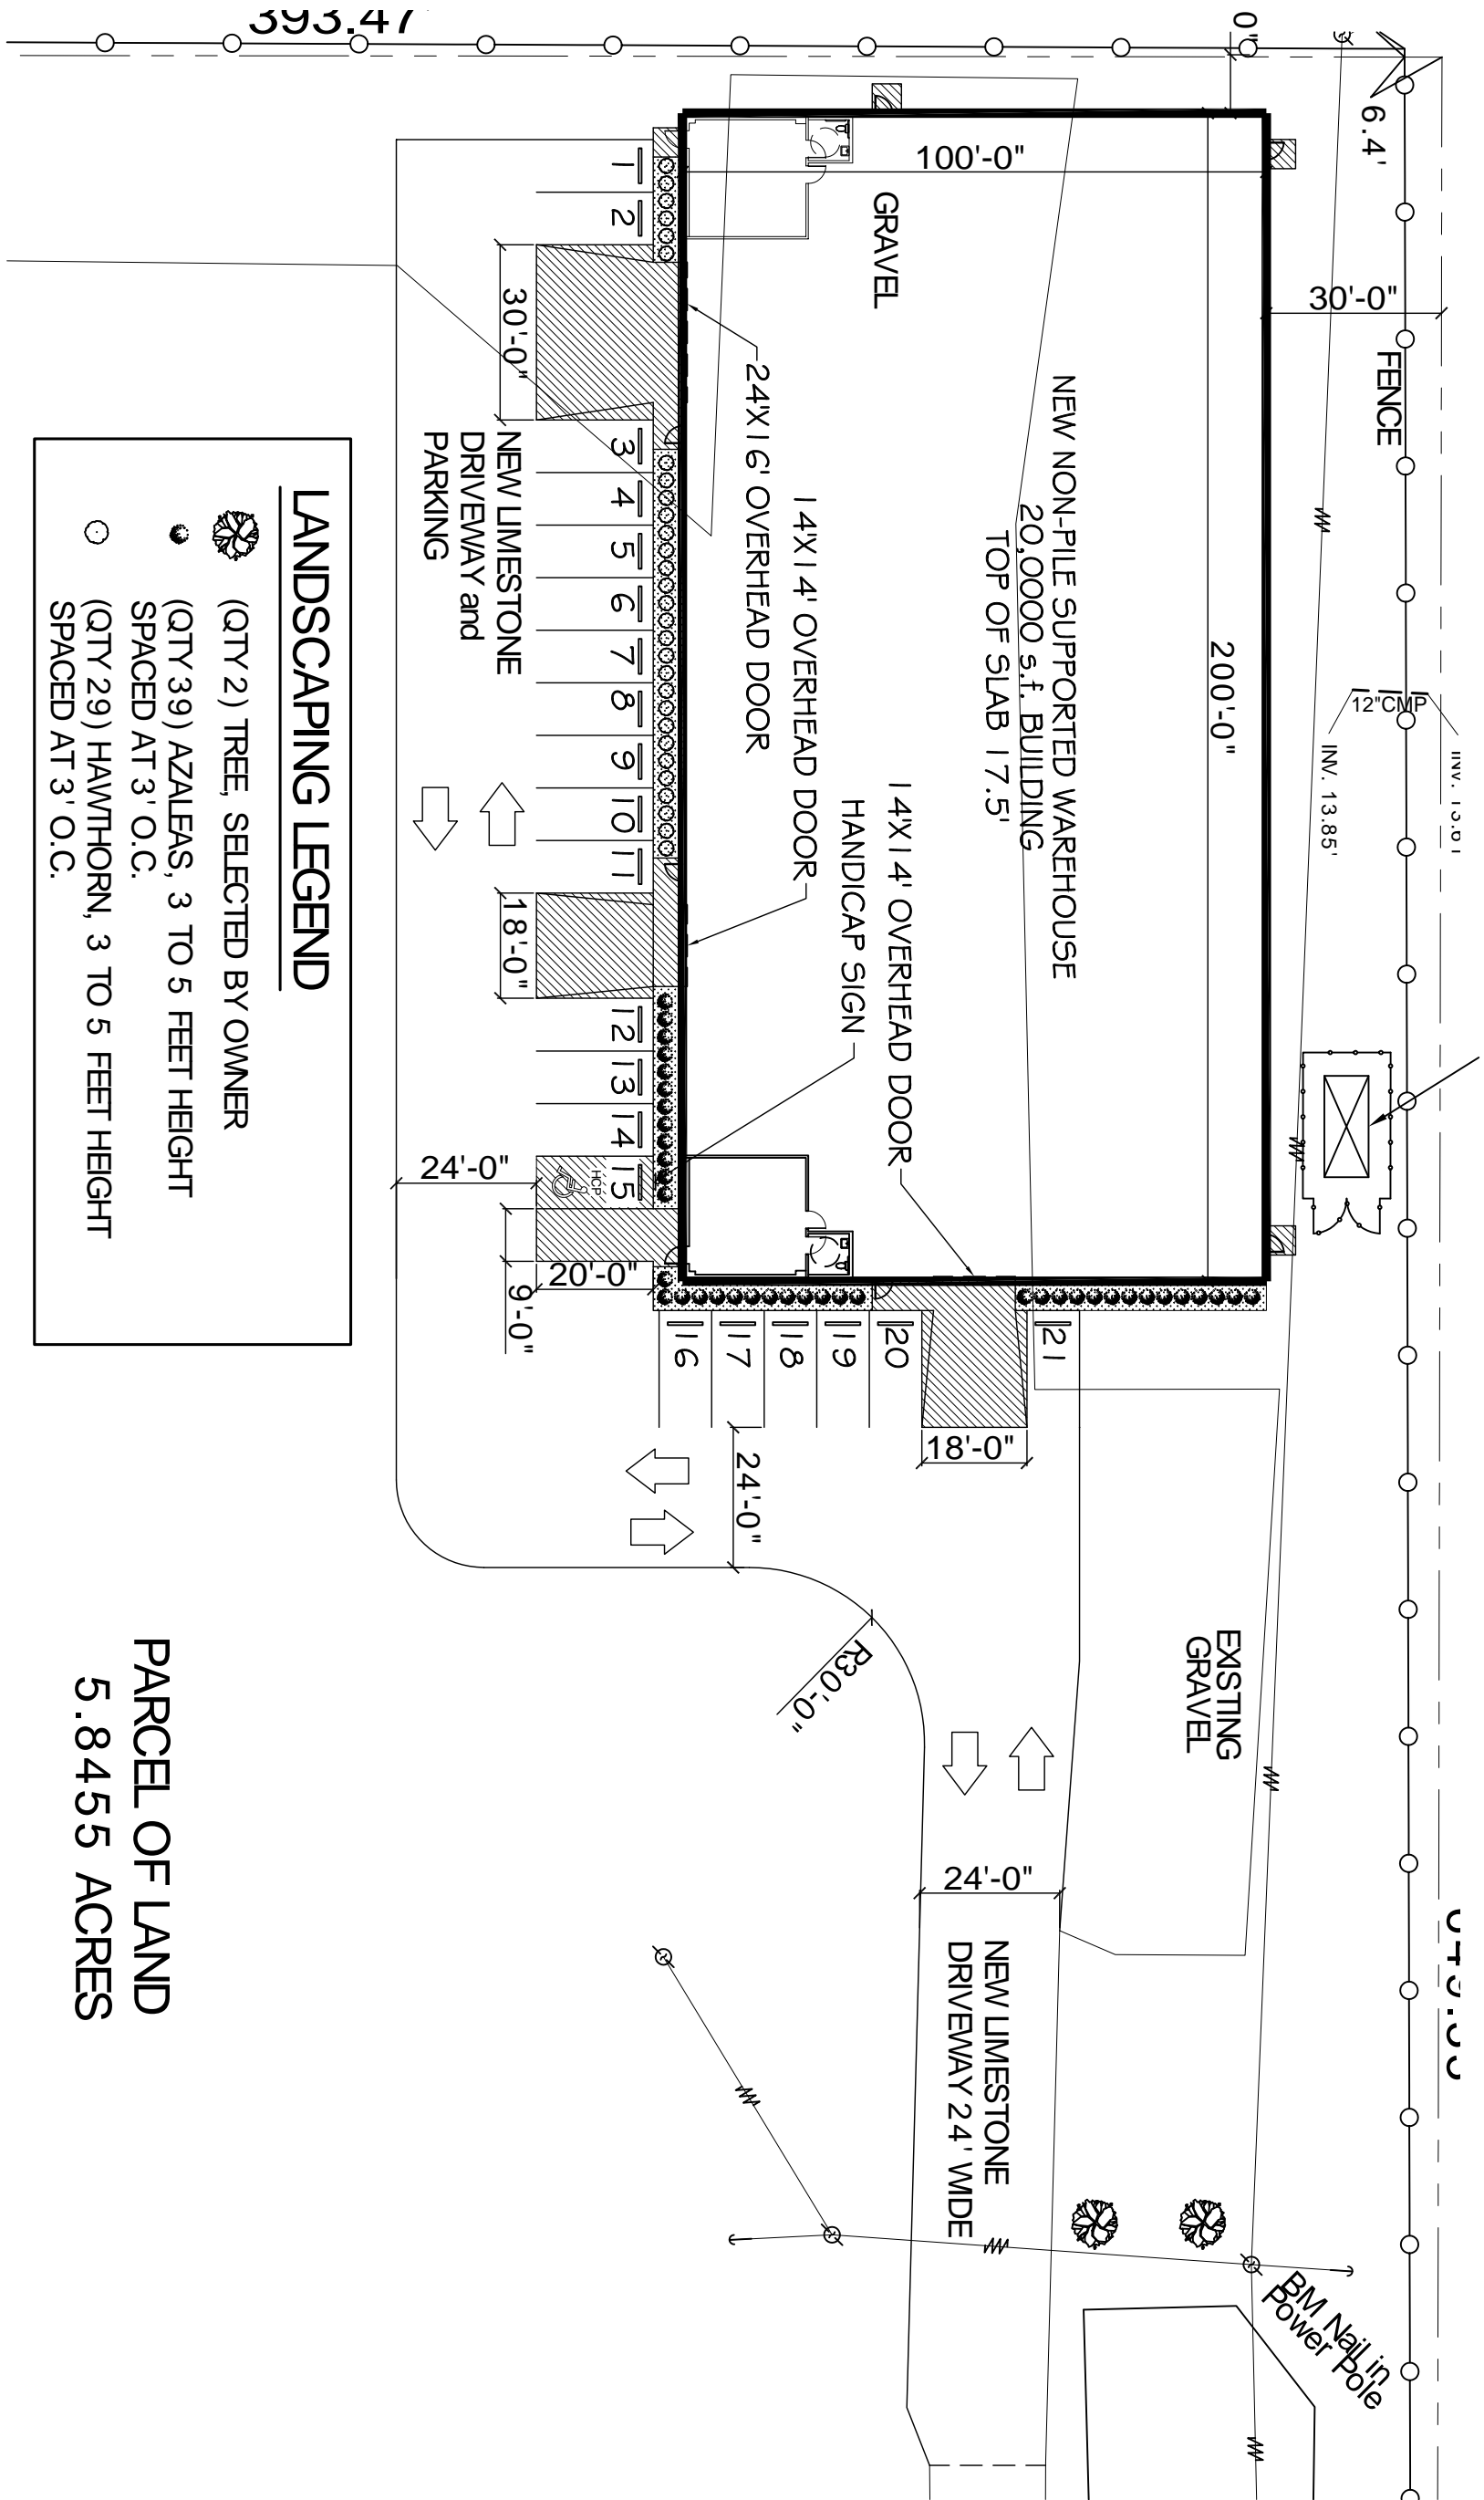 393.47'
0"
6.4'
100'-0"
30'-0"
GRAVEL
FENCE
200'-0"
NEW NON-PILE SUPPORTED WAREHOUSE
20,0000 s.f. BUILDING
TOP OF SLAB 17.5'
12"CMP
INV. 13.85'
24'X16' OVERHEAD DOOR
14'X14' OVERHEAD DOOR
14'X14' OVERHEAD DOOR
HANDICAP SIGN
1
2
30'-0"
3
4
5
6
7
8
9
10
11
18'-0"
12
13
14
15
HCP
24'-0"
20'-0"
9'-0"
16
17
18
19
20
21
18'-0"
24'-0"
NEW LIMESTONE
DRIVEWAY and
PARKING
LANDSCAPING LEGEND
(QTY 2) TREE, SELECTED BY OWNER
(QTY 39) AZALEAS, 3 TO 5 FEET HEIGHT
SPACED AT 3' O.C.
(QTY 29) HAWTHORN, 3 TO 5 FEET HEIGHT
SPACED AT 3' O.C.
R30'-0"
EXISTING
GRAVEL
24'-0"
NEW LIMESTONE
DRIVEWAY 24' WIDE
BM Nail in
Power Pole
PARCEL OF LAND
5.8455 ACRES